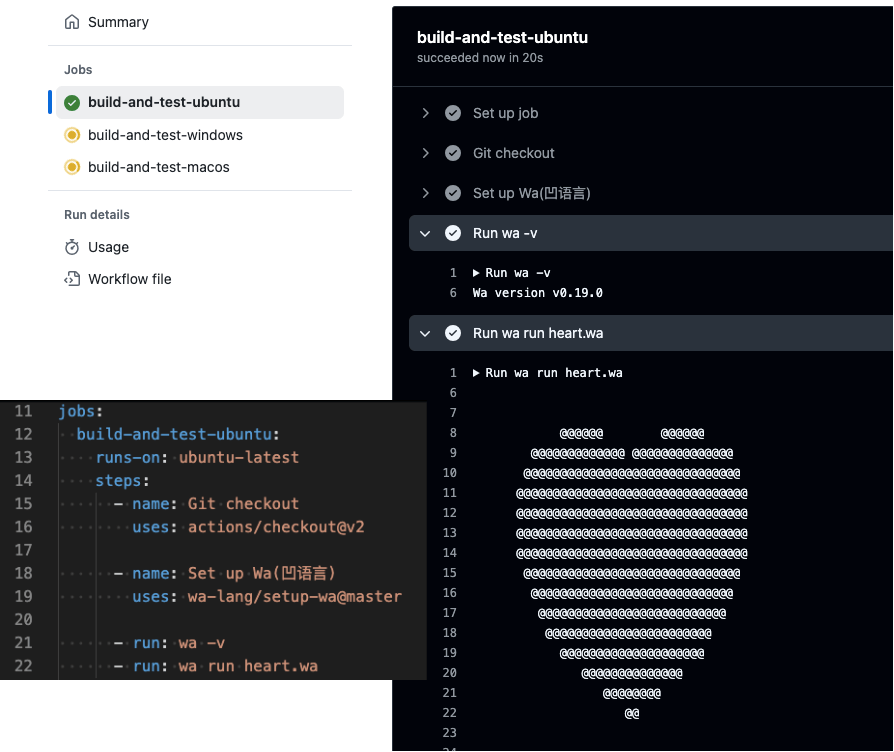 Summary
Jobs
build-and-test-ubuntu
build-and-test-windows
build-and-test-macos
Run details
Usage
Workflow file
build-and-test-ubuntu
succeeded now in 20s
Set up job
Git checkout
Set up Wa(凹语言)
Run wa -v
1 ▶ Run wa -v
6 Wa version v0.19.0
Run wa run heart.wa
1 ▶ Run wa run heart.wa
6
7
8 @@@@@@        @@@@@@
9 @@@@@@@@@@@@@ @@@@@@@@@@@@@@
10 @@@@@@@@@@@@@@@@@@@@@@@@@@@@@@
11 @@@@@@@@@@@@@@@@@@@@@@@@@@@@@@@@
12 @@@@@@@@@@@@@@@@@@@@@@@@@@@@@@@@
13 @@@@@@@@@@@@@@@@@@@@@@@@@@@@@@@@
14 @@@@@@@@@@@@@@@@@@@@@@@@@@@@@@@@
15 @@@@@@@@@@@@@@@@@@@@@@@@@@@@@@
16 @@@@@@@@@@@@@@@@@@@@@@@@@@@@
17 @@@@@@@@@@@@@@@@@@@@@@@@@@
18 @@@@@@@@@@@@@@@@@@@@@@@
19 @@@@@@@@@@@@@@@@@@@@
20 @@@@@@@@@@@@@@
21 @@@@@@@@
22 @@
23
11 jobs:
12   build-and-test-ubuntu:
13     runs-on: ubuntu-latest
14     steps:
15       - name: Git checkout
16         uses: actions/checkout@v2
17
18       - name: Set up Wa(凹语言)
19         uses: wa-lang/setup-wa@master
20
21       - run: wa -v
22       - run: wa run heart.wa